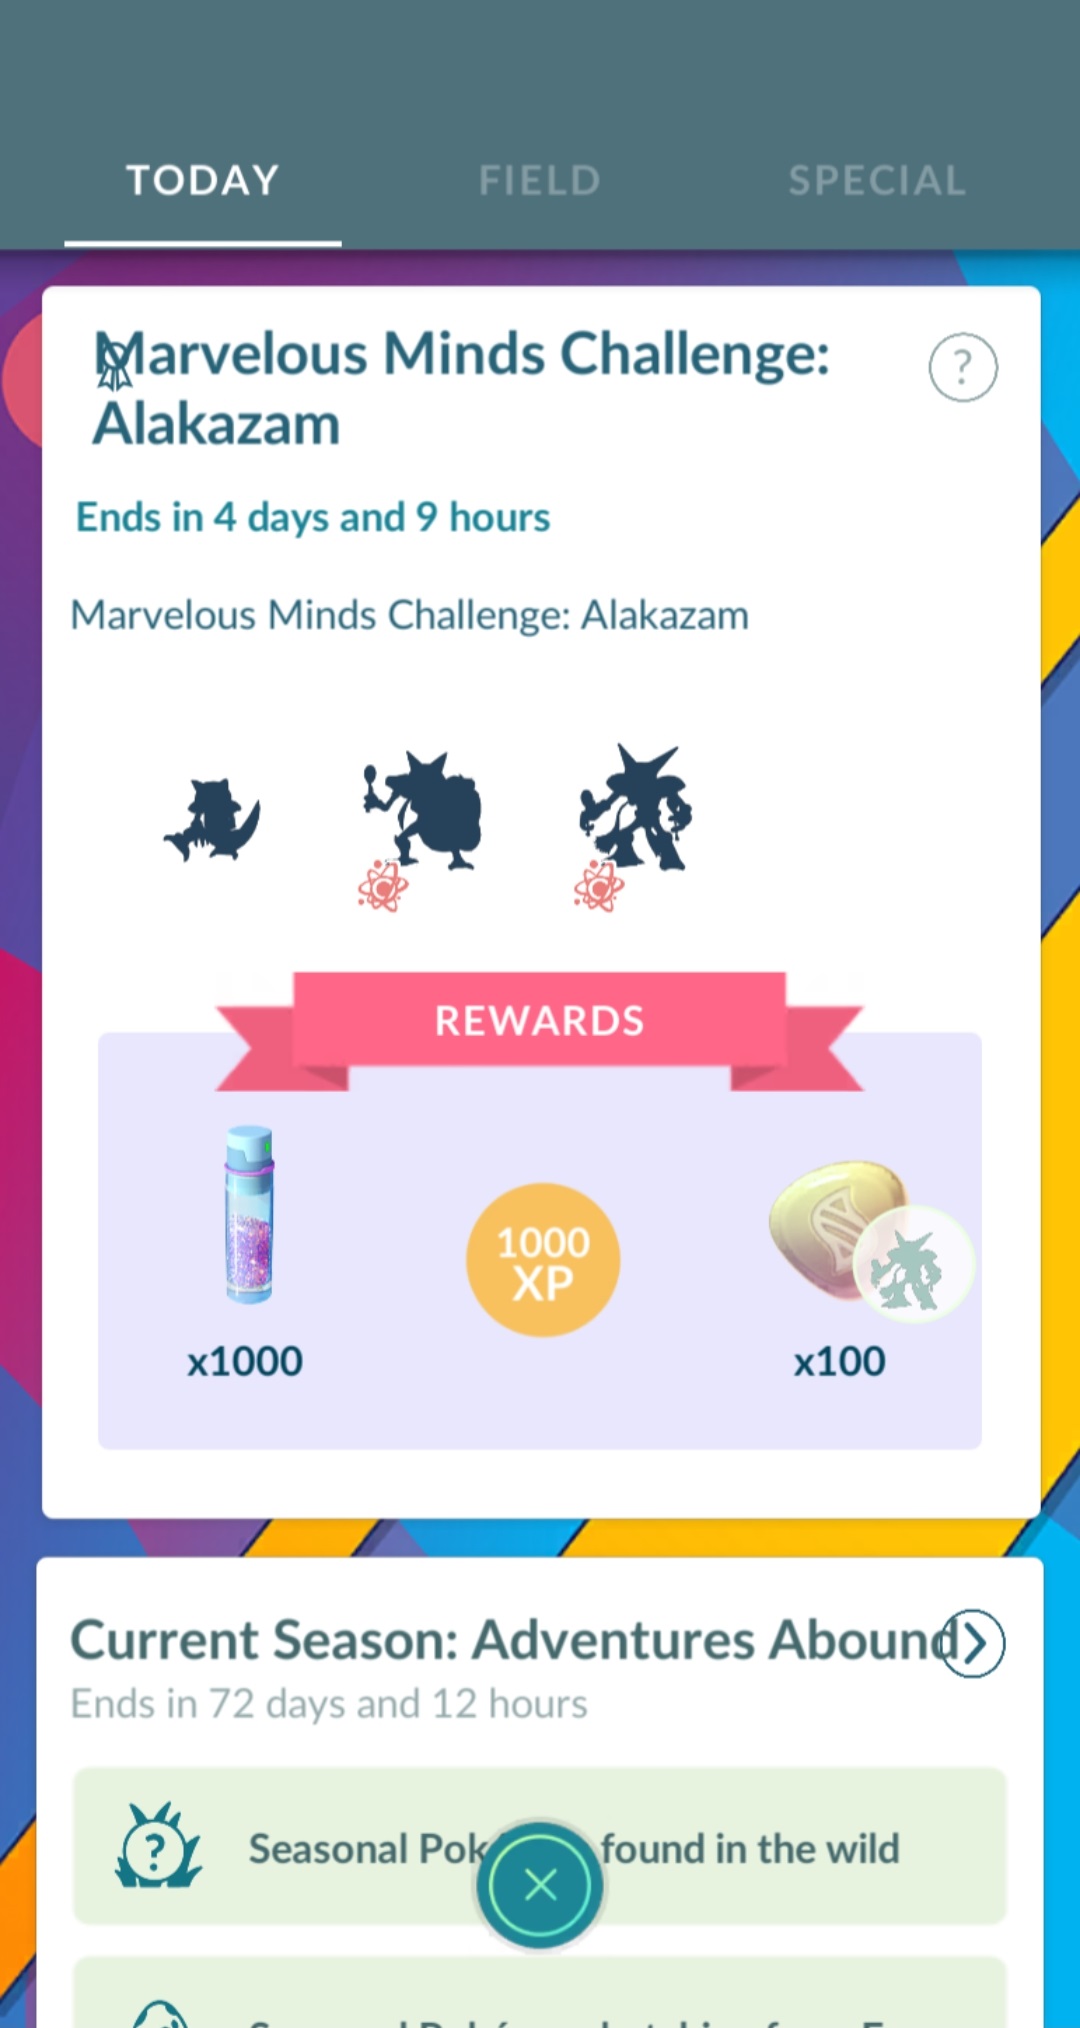 TODAY
FIELD
SPECIAL
Marvelous Minds Challenge:
Alakazam
?
Ends in 4 days and 9 hours
Marvelous Minds Challenge: Alakazam
REWARDS
1000
XP
x1000
x100
Current Season: Adventures Abound
Ends in 72 days and 12 hours
?
Seasonal Pok found in the wild